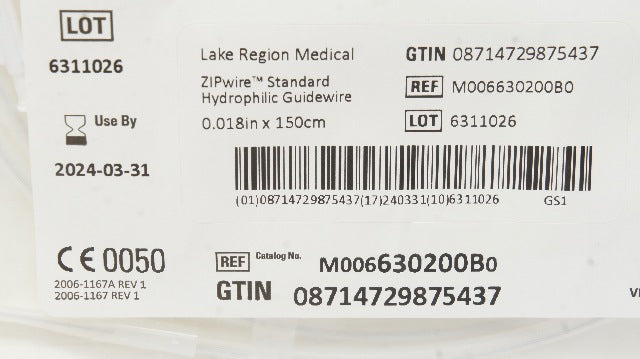 LOT
6311026
Use By
2024-03-31
Lake Region Medical
ZIPwire™ Standard
Hydrophilic Guidewire
0.018in x 150cm
GTIN 08714729875437
REF M006630200B0
LOT 6311026
(01)08714729875437(17)240331(10)6311026 GS1
CE 0050
2006-1167A REV 1
2006-1167 REV 1
REF Catalog No. M006630200B0
GTIN 08714729875437